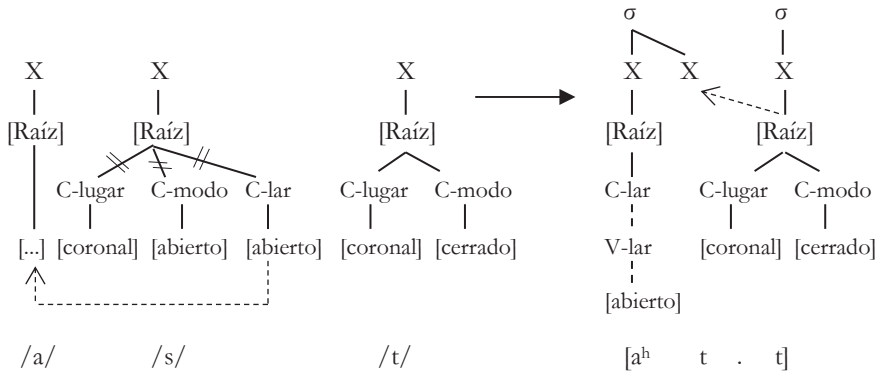 σ σ
X X X X X X
[Raíz] [Raíz] [Raíz] [Raíz] [Raíz]
C-lugar C-modo C-lar C-lugar C-modo C-lar C-lugar C-modo
[...] [coronal] [abierto] [abierto] [coronal] [cerrado] V-lar [coronal] [cerrado]
[abierto]
/a/ /s/ /t/ [aʰ t . t]